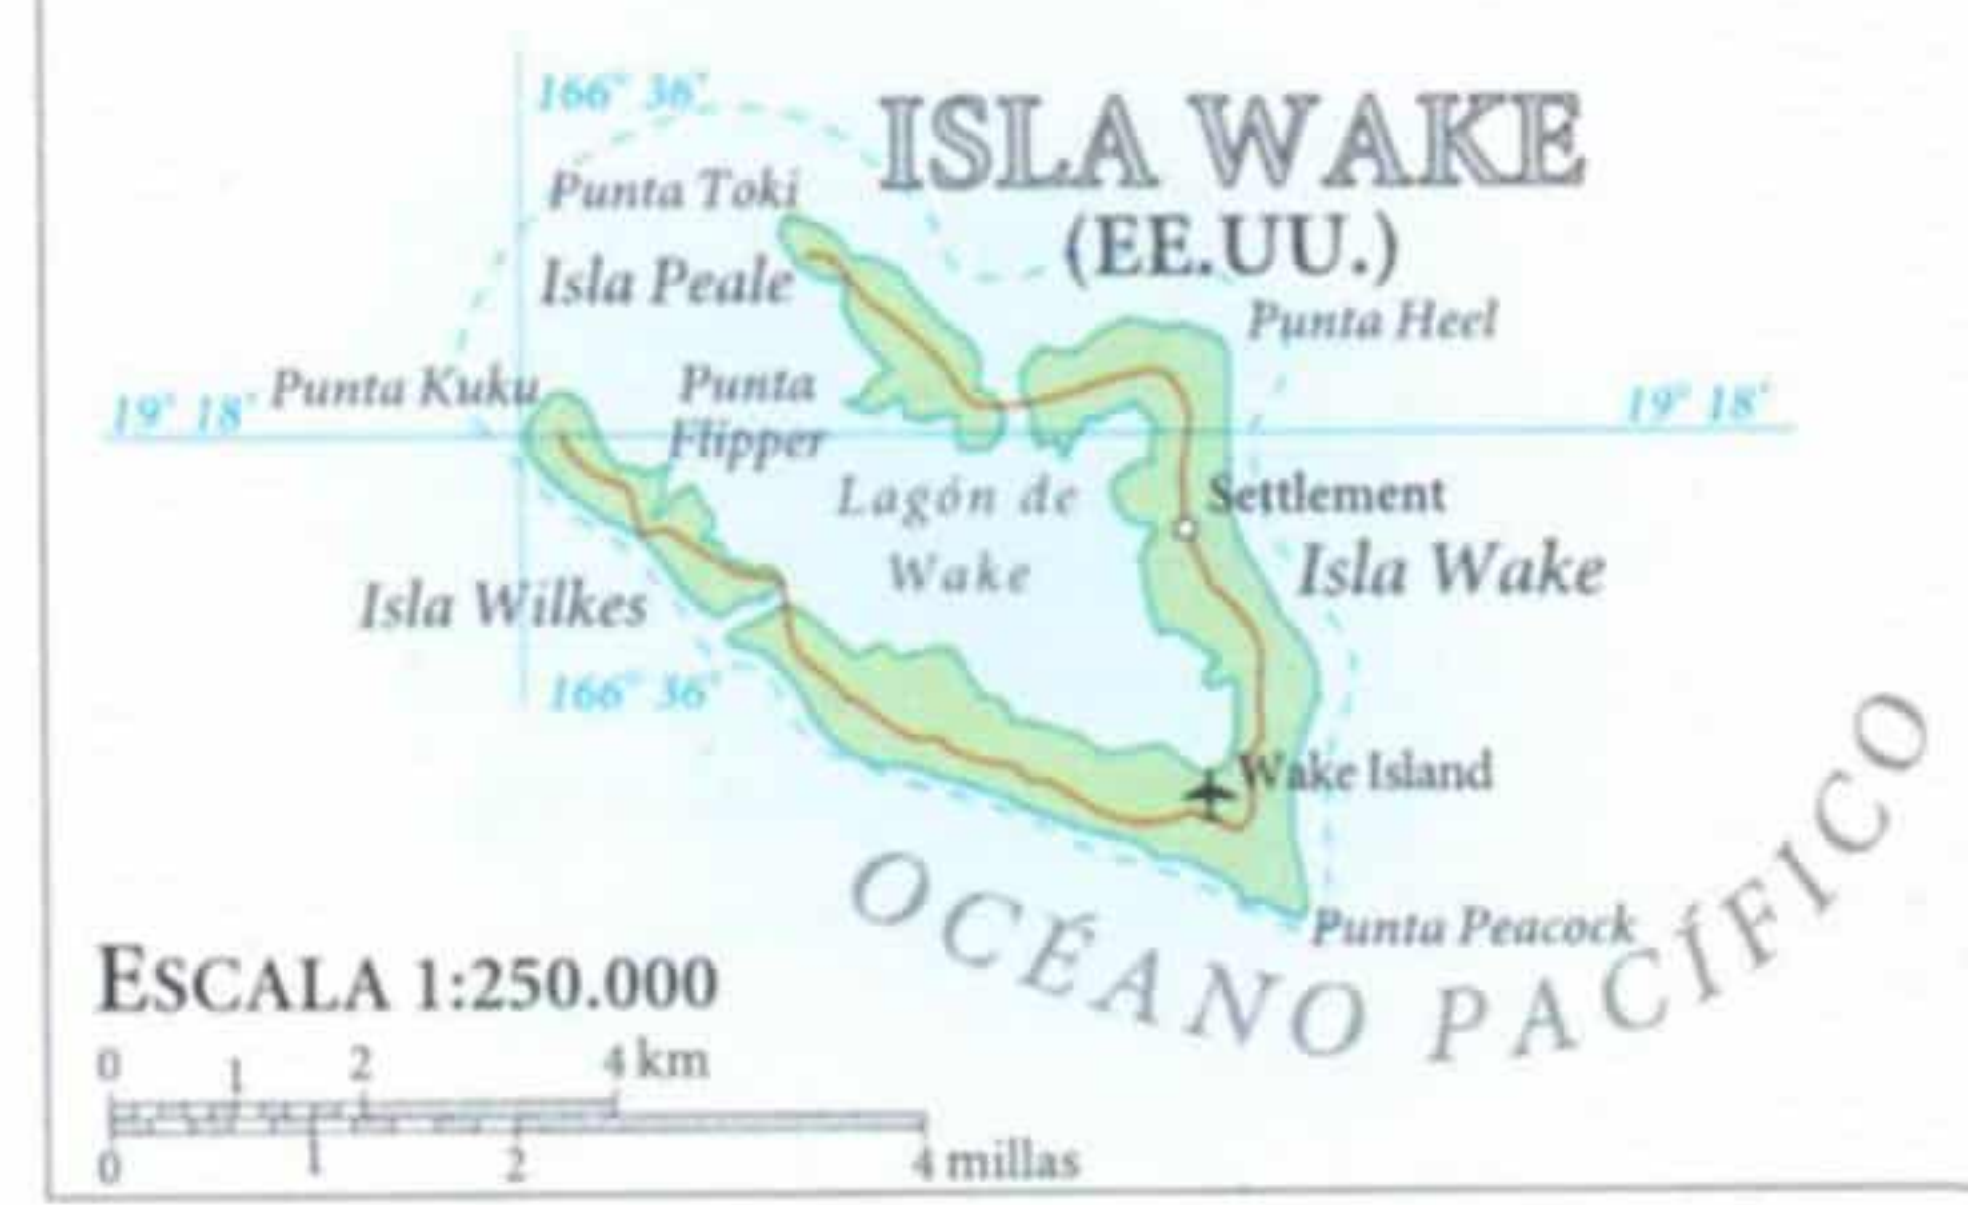 166° 36'
ISLA WAKE
(EE.UU.)
Punta Toki
Isla Peale
Punta Heel
19° 18'
Punta Kuku
Punta
Flipper
19° 18'
Lagón de
Wake
Settlement
Isla Wake
Isla Wilkes
166° 36'
Wake Island
Punta Peacock
OCÉANO PACÍFICO
ESCALA 1:250.000
0 1 2 4 km
0 1 2 4 millas